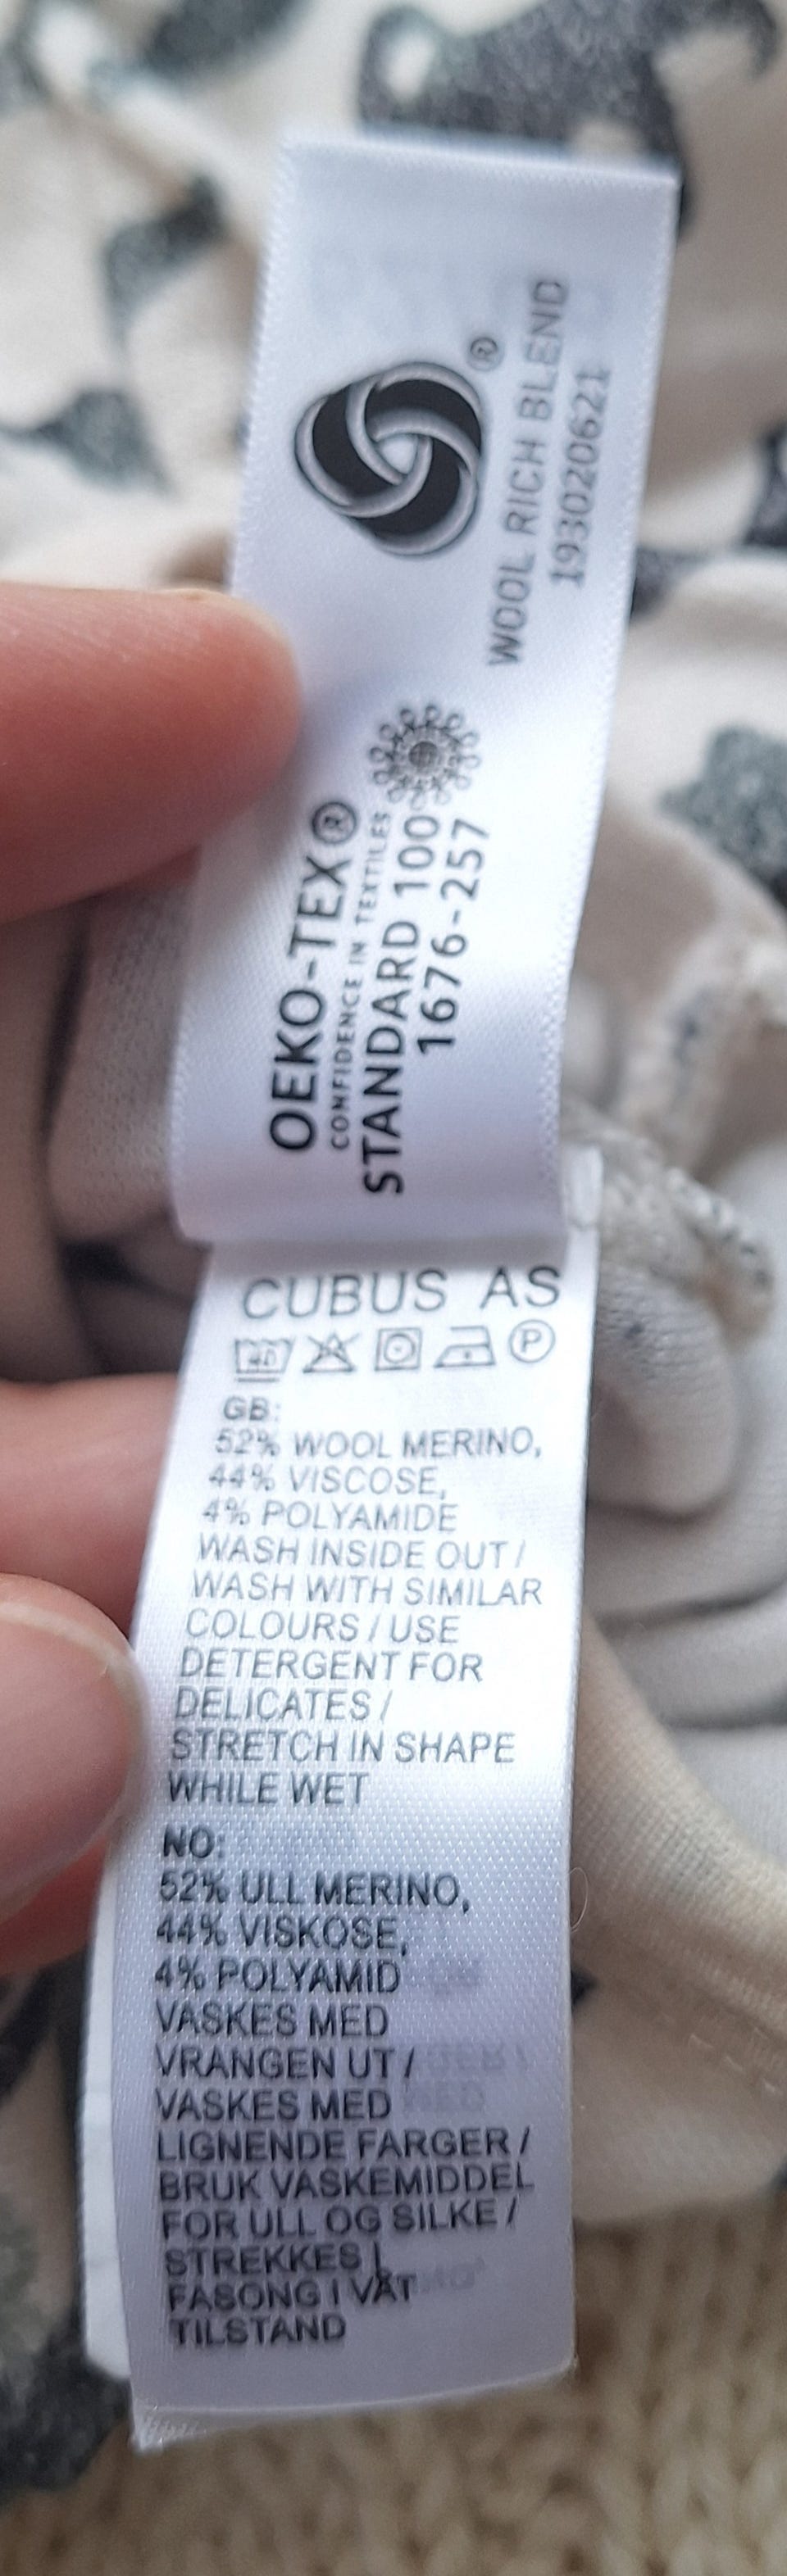 WOOL RICH BLEND
193020621
OEKO-TEX®
CONFIDENCE IN TEXTILES
STANDARD 100
1676-257
CUBUS AS
40 P
GB:
52% WOOL MERINO,
44% VISCOSE,
4% POLYAMIDE
WASH INSIDE OUT /
WASH WITH SIMILAR
COLOURS / USE
DETERGENT FOR
DELICATES /
STRETCH IN SHAPE
WHILE WET
NO:
52% ULL MERINO,
44% VISKOSE,
4% POLYAMID
VASKES MED
VRANGEN UT /
VASKES MED
LIGNENDE FARGER /
BRUK VASKEMIDDEL
FOR ULL OG SILKE /
STREKKES I
FASONG I VÅT
TILSTAND